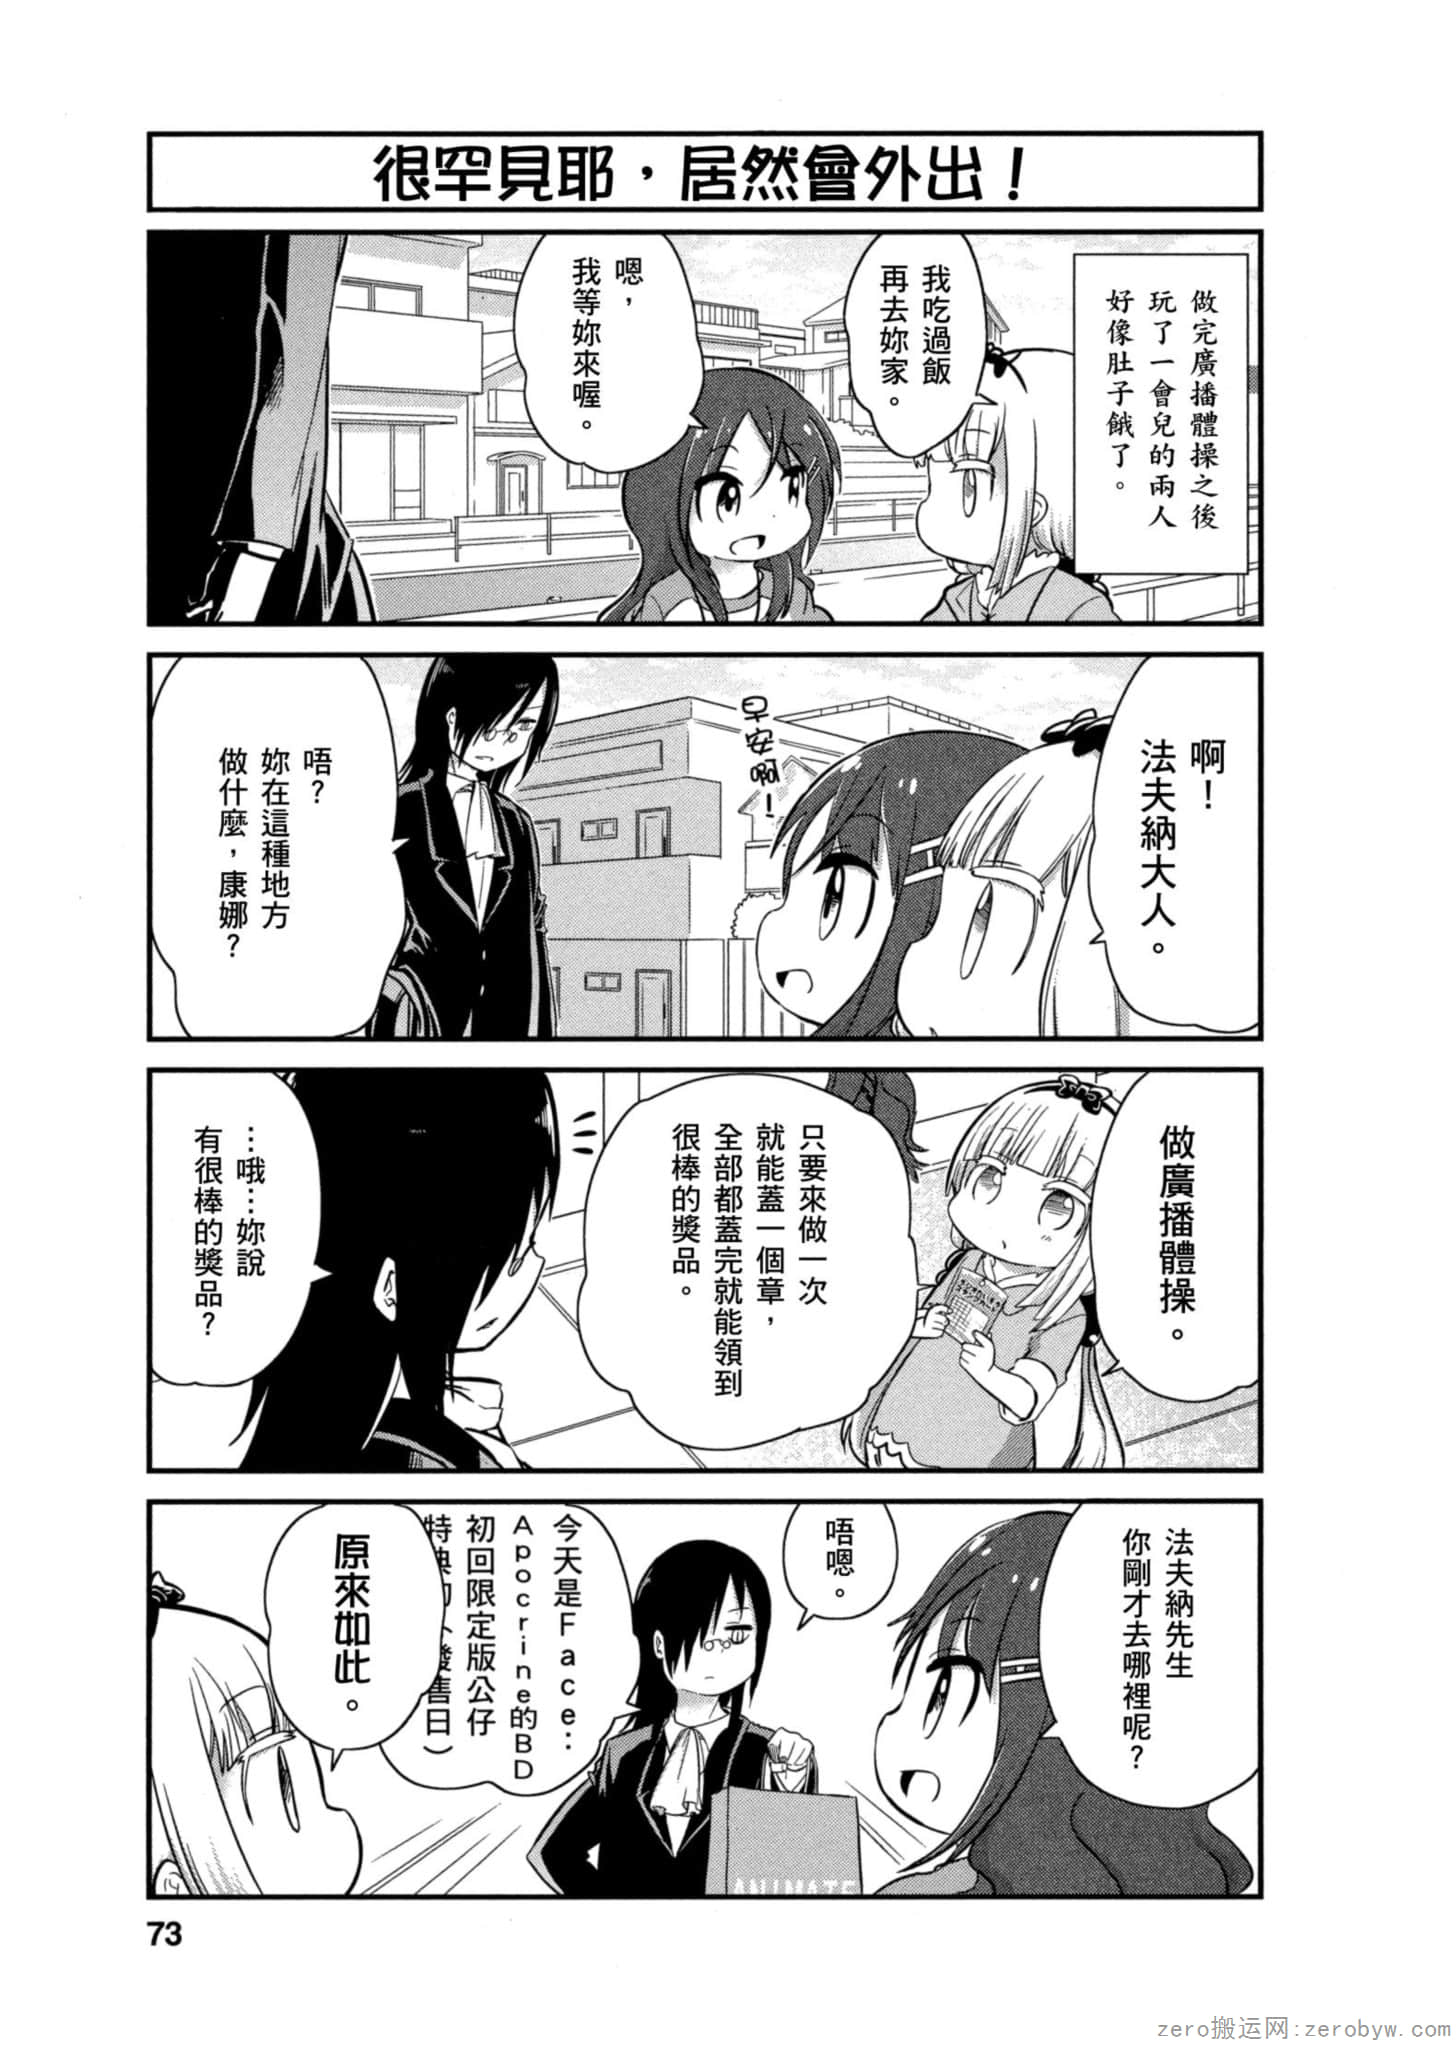 很罕見耶，居然會外出！
做完廣播體操之後
玩了一會兒的兩人
好像肚子餓了。
我吃過飯
再去妳家。
嗯，
我等妳來喔。
啊！
法夫納大人。
早安啊！
唔？
妳在這種地方
做什麼，康娜？
做廣播體操。
只要來做一次
就能蓋一個章，
全部都蓋完就能領到
很棒的獎品。
…哦…妳說
有很棒的獎品？
法夫納先生
你剛才去哪裡呢？
唔嗯。
今天是Face：
Apocrine的BD
初回限定版公仔
發售日）
原來如此。
ANIMATE
73
zero搬运网:zerobyw.com